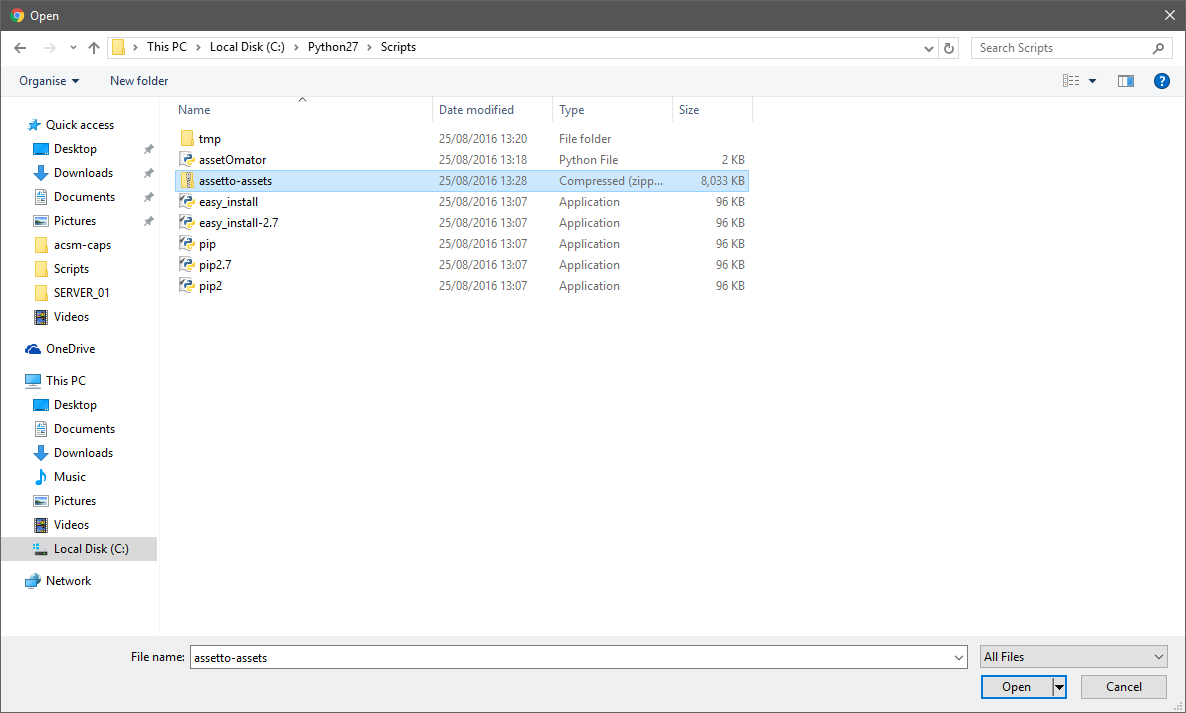 Open
This PC > Local Disk (C:) > Python27 > Scripts
Search Scripts
Organise New folder
Name Date modified Type Size
tmp 25/08/2016 13:20 File folder
assetOmator 25/08/2016 13:18 Python File 2 KB
assetto-assets 25/08/2016 13:28 Compressed (zipp... 8,033 KB
easy_install 25/08/2016 13:07 Application 96 KB
easy_install-2.7 25/08/2016 13:07 Application 96 KB
pip 25/08/2016 13:07 Application 96 KB
pip2.7 25/08/2016 13:07 Application 96 KB
pip2 25/08/2016 13:07 Application 96 KB
Quick access
Desktop
Downloads
Documents
Pictures
acsm-caps
Scripts
SERVER_01
Videos
OneDrive
This PC
Desktop
Documents
Downloads
Music
Pictures
Videos
Local Disk (C:)
Network
File name: assetto-assets All Files
Open Cancel